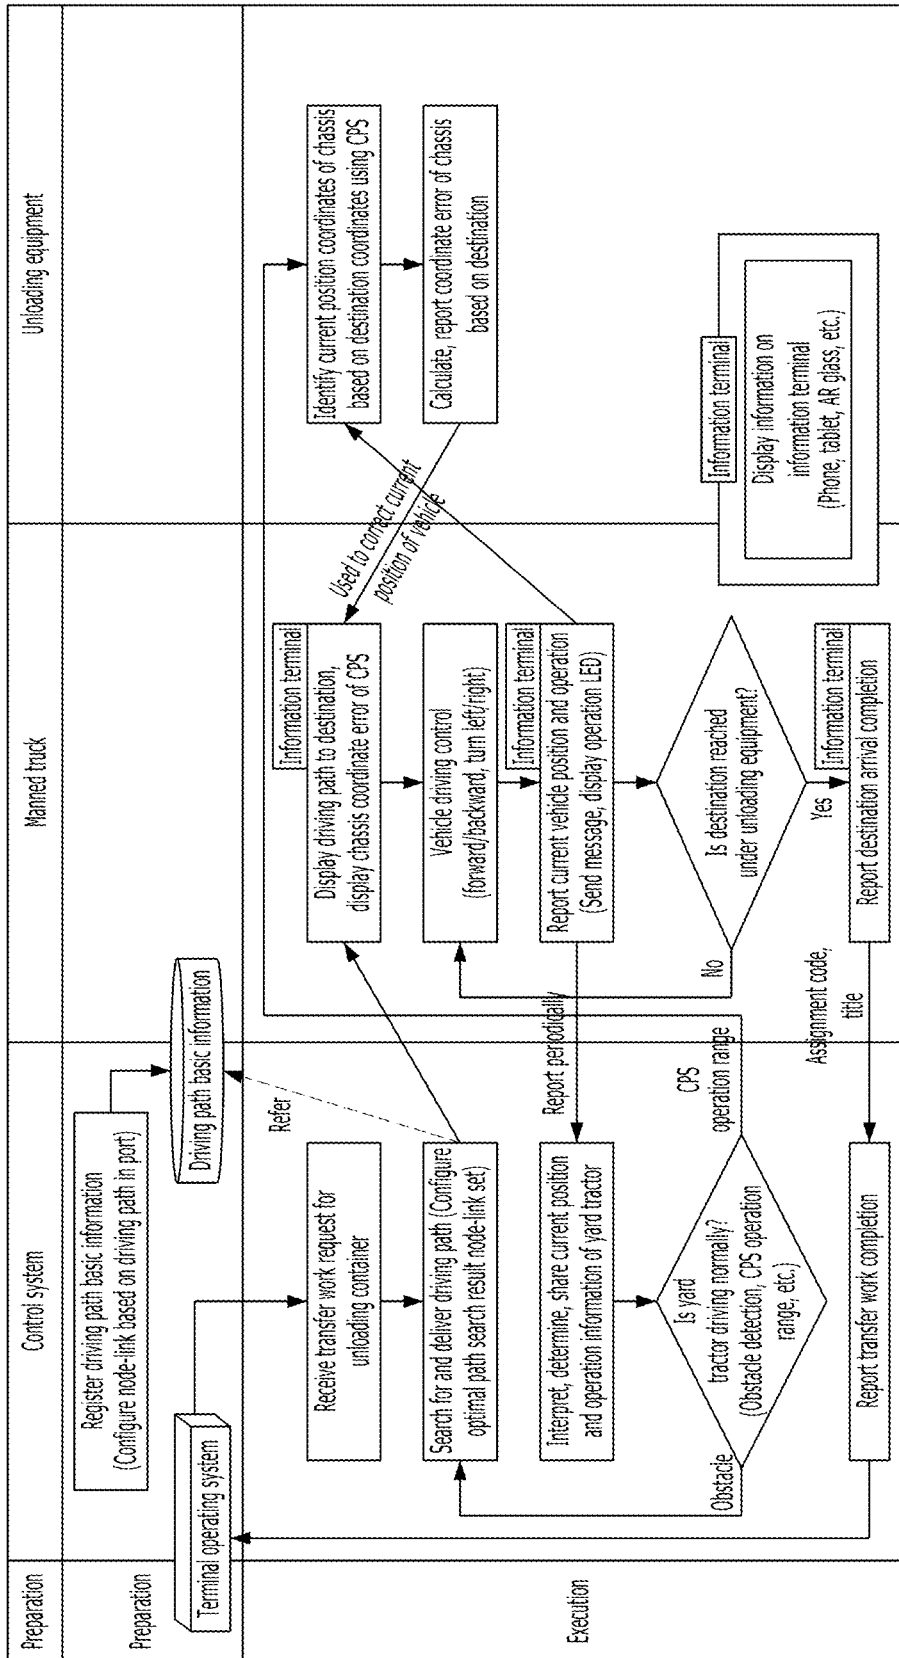 Preparation
Control system
Manned truck
Unloading equipment
Preparation
Register driving path basic information
(Configure node-link based on driving path in port)
Driving path basic information
Terminal operating system
Refer
Execution
Receive transfer work request for
unloading container
Search for and deliver driving path (Configure
optimal path search result node-link set)
Interpret, determine, share current position
and operation information of yard tractor
Is yard
tractor driving normally?
(Obstacle detection, CPS operation
range, etc.)
Obstacle
CPS
operation range
Report transfer work completion
Information terminal
Display driving path to destination,
display chassis coordinate error of CPS
Vehicle driving control
(forward/backward, turn left/right)
Information terminal
Report current vehicle position and operation
(Send message, display operation LED)
Report periodically
Is destination reached
under unloading equipment?
No
Yes
Information terminal
Report destination arrival completion
Assignment code,
title
Used to correct current
position of vehicle
Identify current position coordinates of chassis
based on destination coordinates using CPS
Calculate, report coordinate error of chassis
based on destination
Information terminal
Display information on
information terminal
(Phone, tablet, AR glass, etc.)